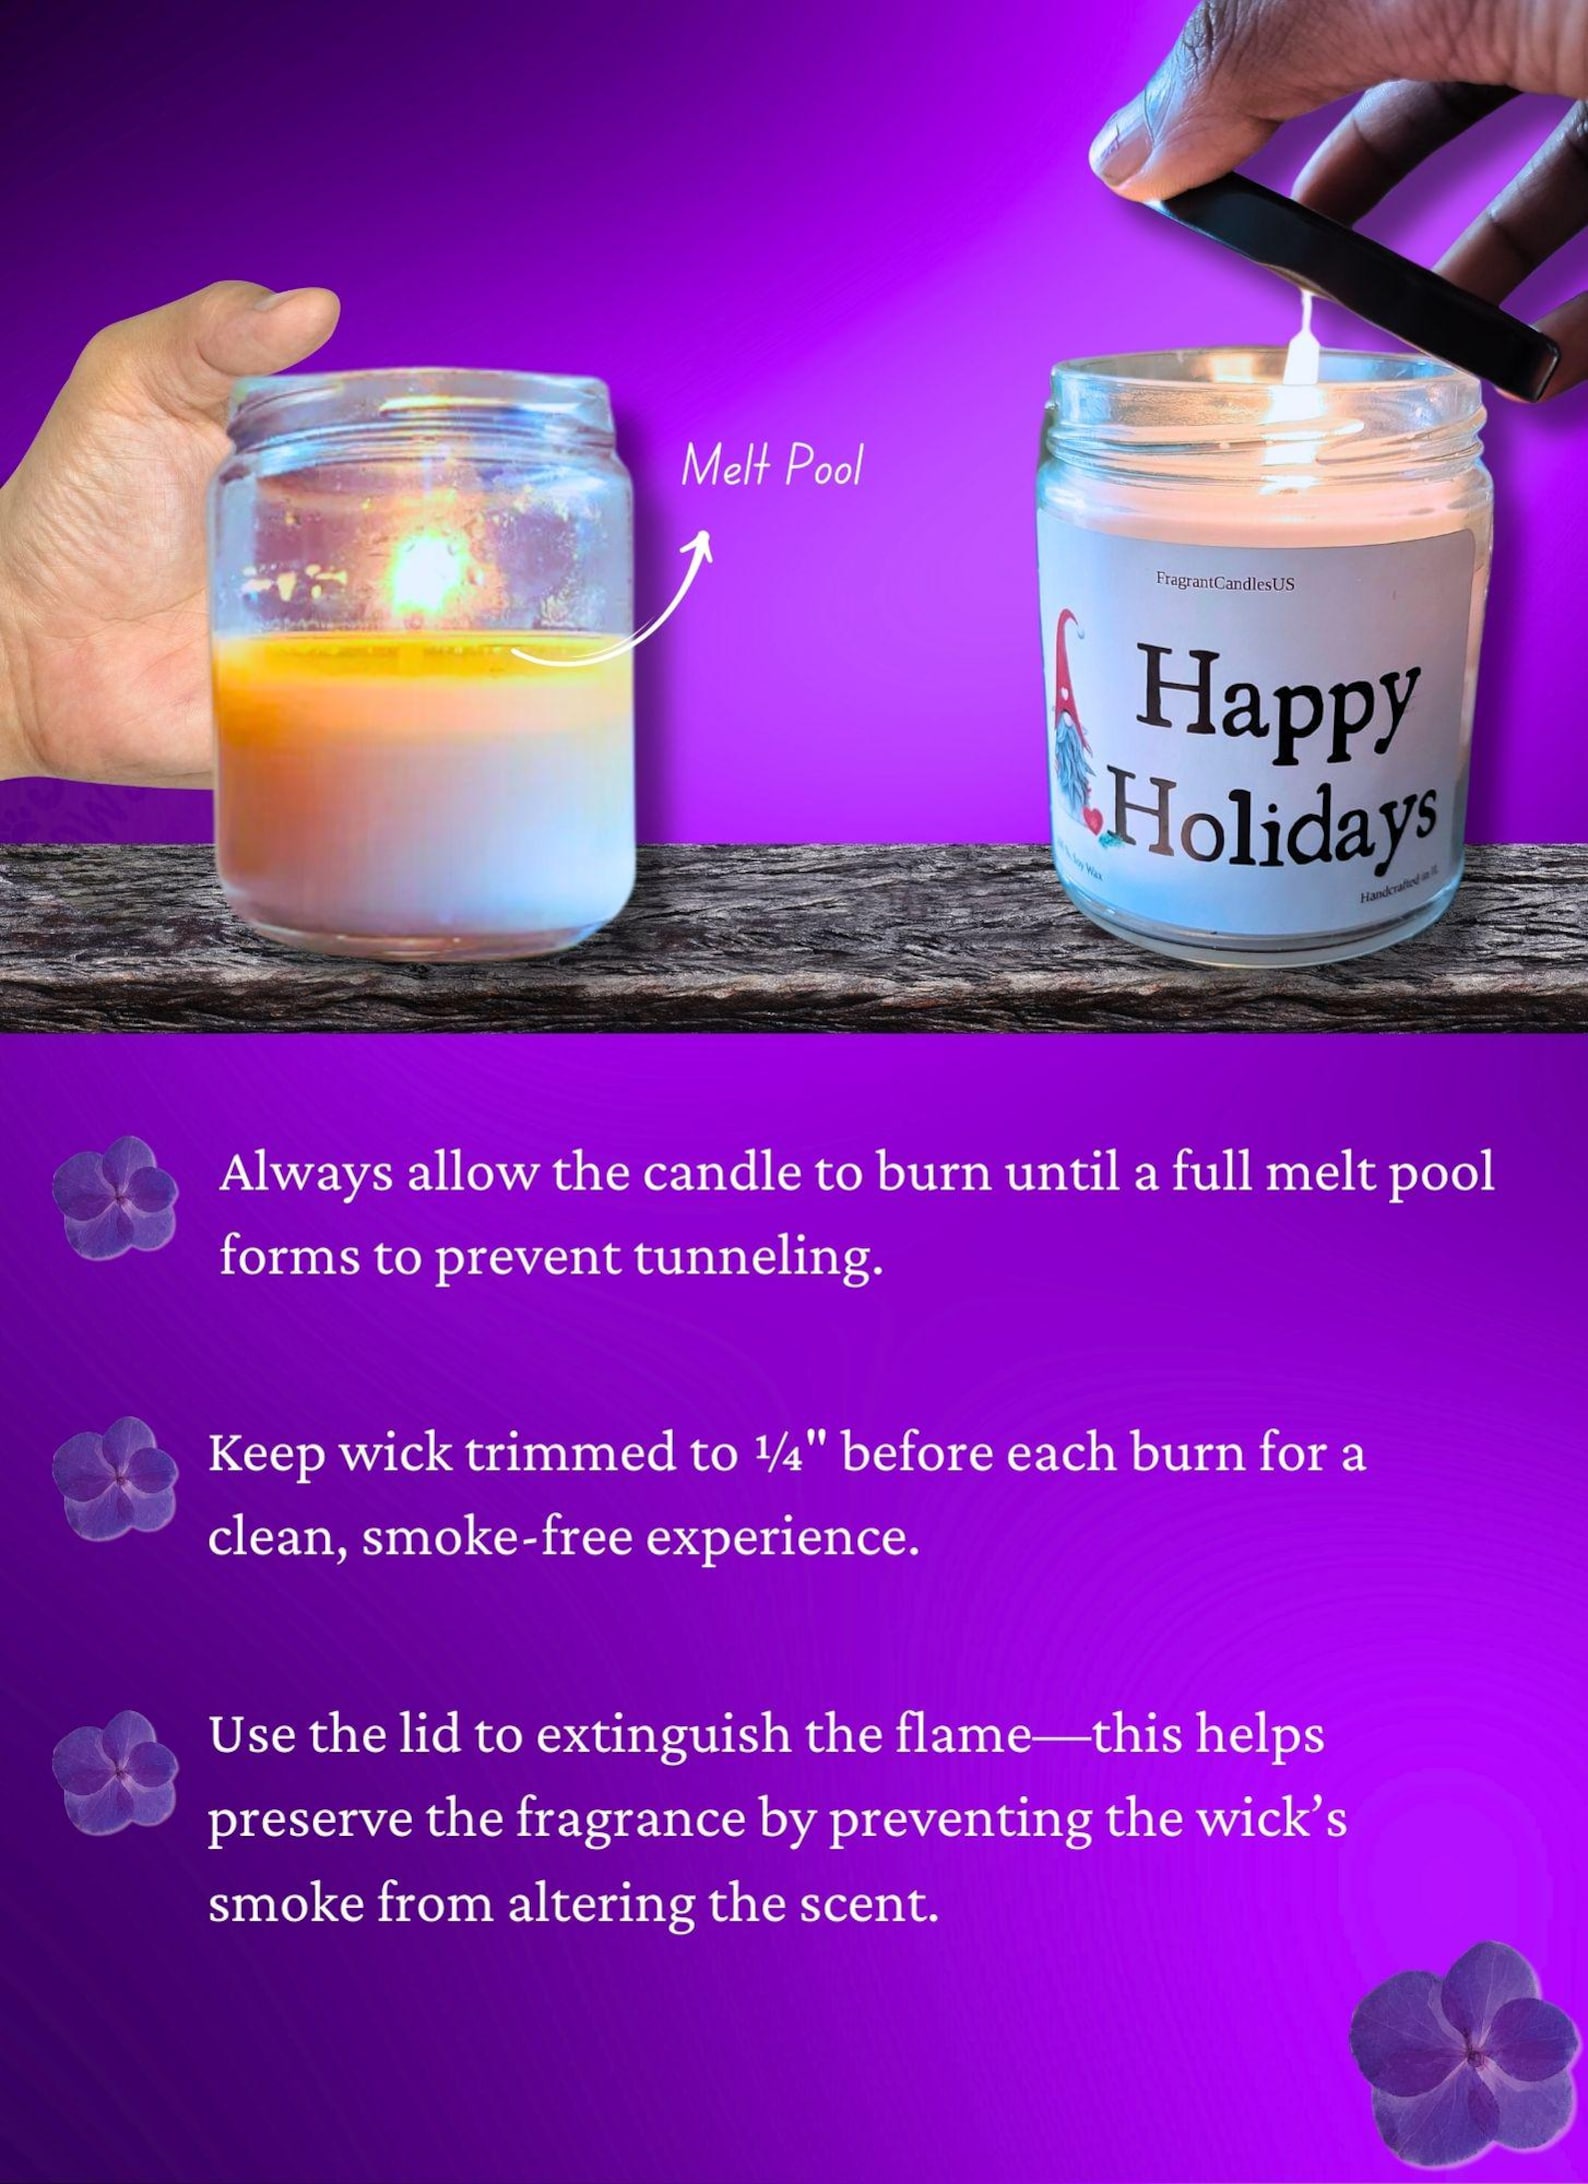 Melt Pool
FragrantCandlesUS
Happy
Holidays
Soy Wax
Handcrafted in IL
Always allow the candle to burn until a full melt pool
forms to prevent tunneling.
Keep wick trimmed to ¼" before each burn for a
clean, smoke-free experience.
Use the lid to extinguish the flame—this helps
preserve the fragrance by preventing the wick’s
smoke from altering the scent.